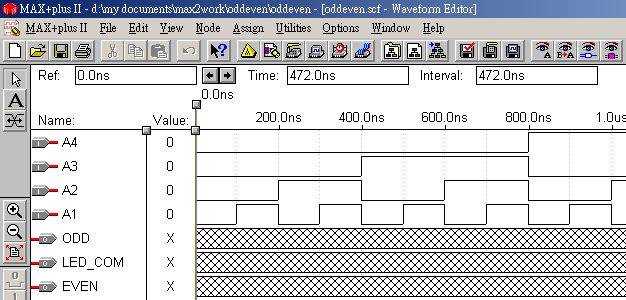 MAX+plus II - d:\my documents\max2work\oddeven\oddeven - [oddeven.scf - Waveform Editor]
MAX+plus II File Edit View Node Assign Utilities Options Window Help
Ref: 0.0ns Time: 472.0ns Interval: 472.0ns
0.0ns
Name: Value: 200.0ns 400.0ns 600.0ns 800.0ns 1.0u
A4 0
A3 0
A2 0
A1 0
ODD X
LED_COM X
EVEN X